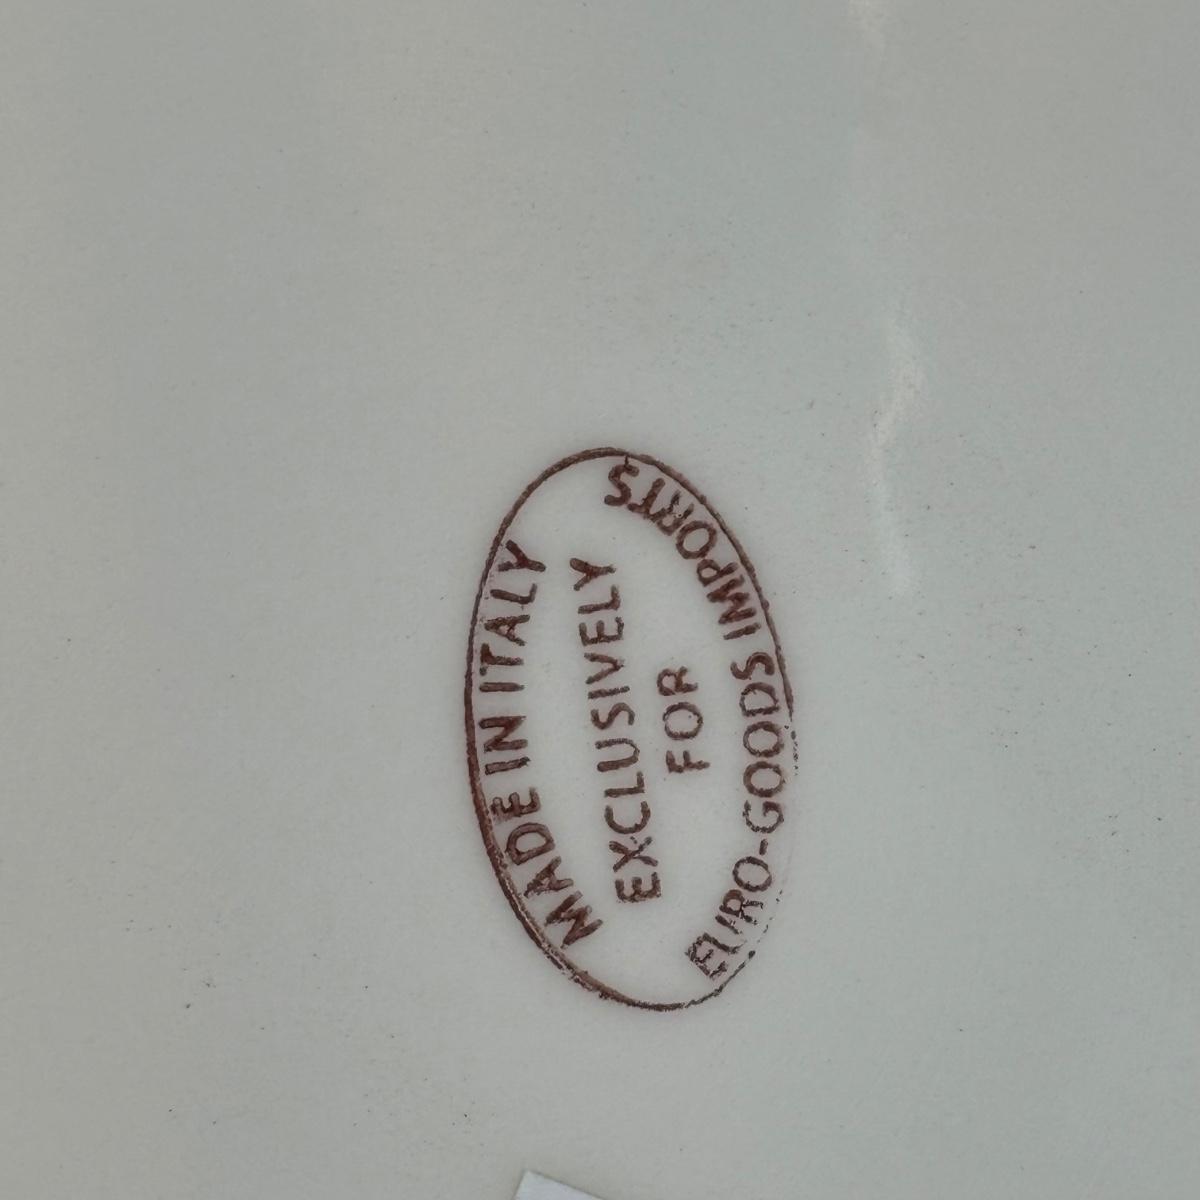 MADE IN ITALY
EXCLUSIVELY
FOR
EURO-GOODS IMPORTS